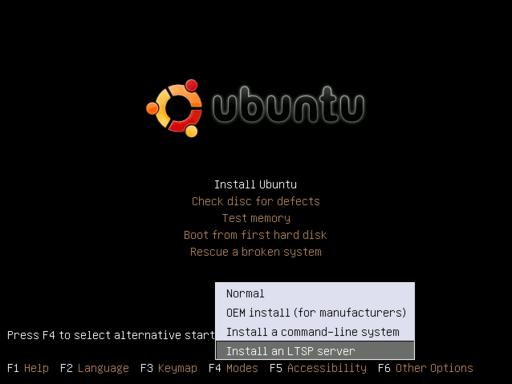 ubuntu
Install Ubuntu
Check disc for defects
Test memory
Boot from first hard disk
Rescue a broken system
Normal
OEM install (for manufacturers)
Install a command-line system
Install an LTSP server
Press F4 to select alternative start
F1 Help F2 Language F3 Keymap F4 Modes F5 Accessibility F6 Other Options